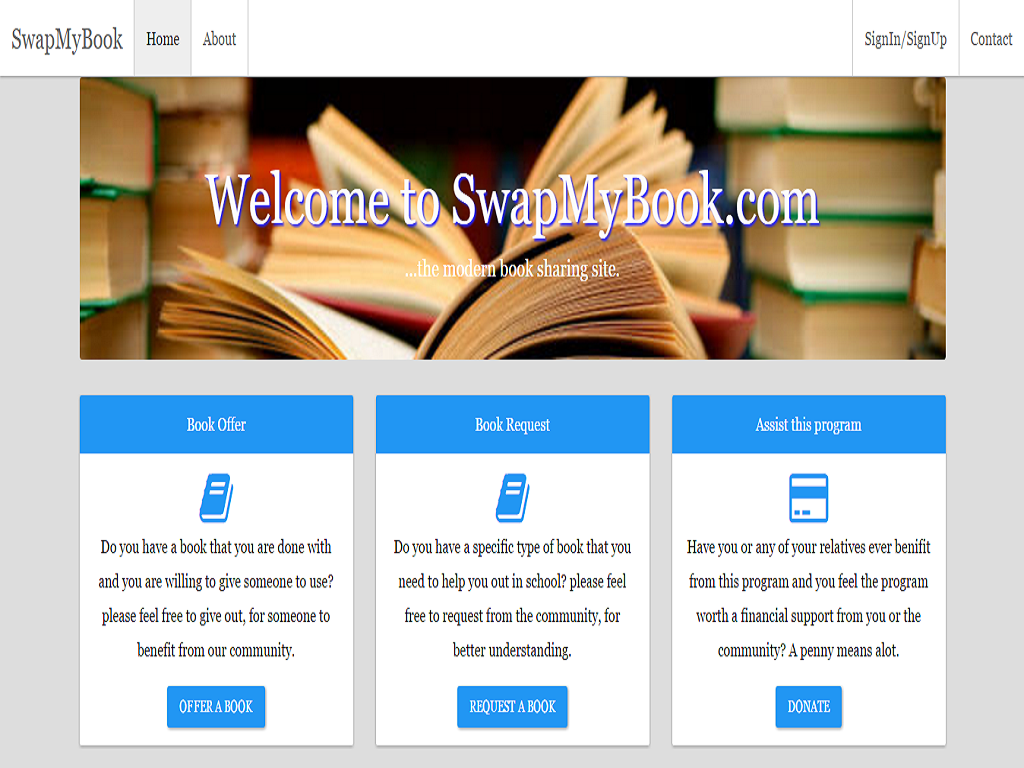 SwapMyBook Home About SignIn/SignUp Contact
Welcome to SwapMyBook.com
...the modern book sharing site.
Book Offer
Do you have a book that you are done with
and you are willing to give someone to use?
please feel free to give out, for someone to
benefit from our community.
OFFER A BOOK
Book Request
Do you have a specific type of book that you
need to help you out in school? please feel
free to request from the community, for
better understanding.
REQUEST A BOOK
Assist this program
Have you or any of your relatives ever benifit
from this program and you feel the program
worth a financial support from you or the
community? A penny means alot.
DONATE